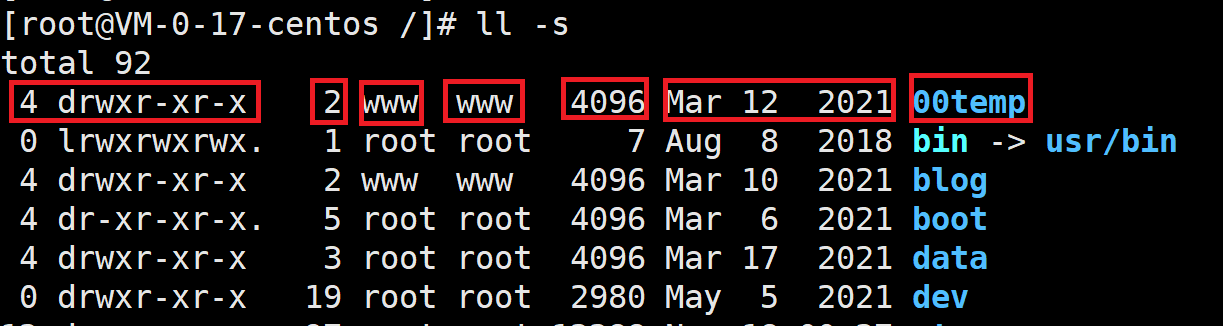 [root@VM-0-17-centos /]# ll -s
total 92
4 drwxr-xr-x 2 www www 4096 Mar 12 2021 00temp
0 lrwxrwxrwx. 1 root root 7 Aug 8 2018 bin -> usr/bin
4 drwxr-xr-x 2 www www 4096 Mar 10 2021 blog
4 dr-xr-xr-x. 5 root root 4096 Mar 6 2021 boot
4 drwxr-xr-x 3 root root 4096 Mar 17 2021 data
0 drwxr-xr-x 19 root root 2980 May 5 2021 dev